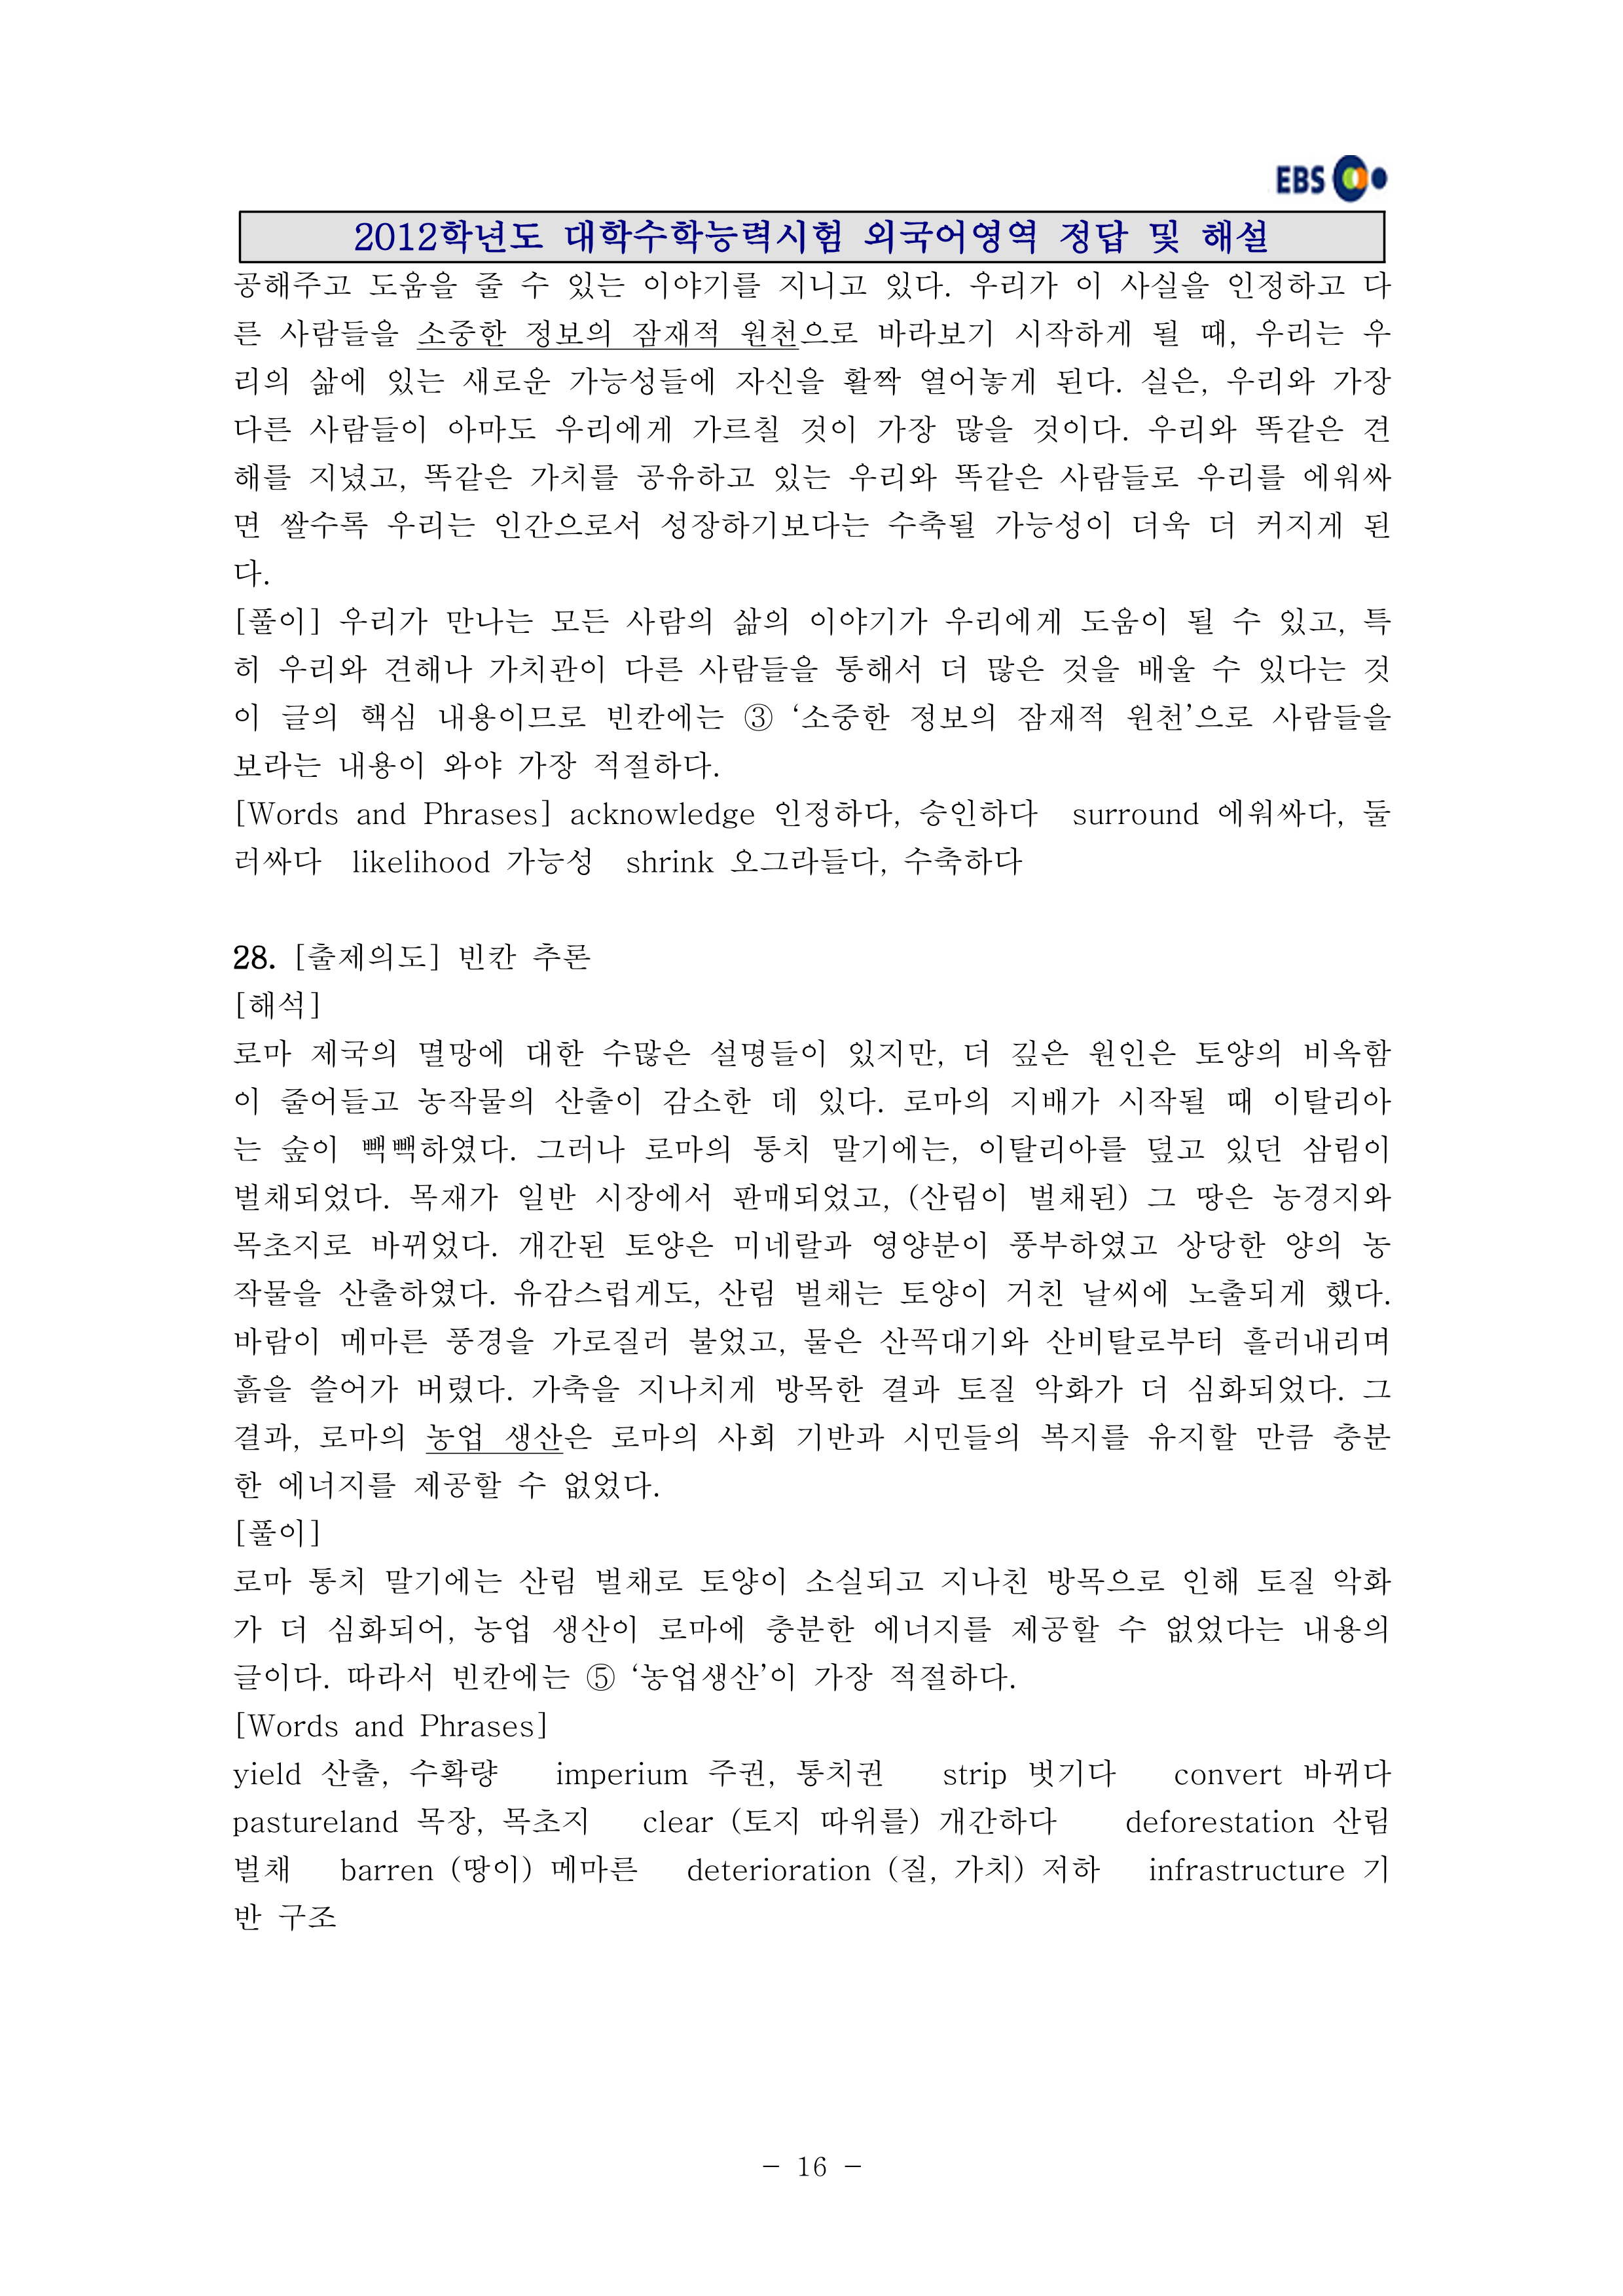 EBS
2012학년도 대학수학능력시험 외국어영역 정답 및 해설
공해주고 도움을 줄 수 있는 이야기를 지니고 있다. 우리가 이 사실을 인정하고 다
른 사람들을 소중한 정보의 잠재적 원천으로 바라보기 시작하게 될 때, 우리는 우
리의 삶에 있는 새로운 가능성들에 자신을 활짝 열어놓게 된다. 실은, 우리와 가장
다른 사람들이 아마도 우리에게 가르칠 것이 가장 많을 것이다. 우리와 똑같은 견
해를 지녔고, 똑같은 가치를 공유하고 있는 우리와 똑같은 사람들로 우리를 에워싸
면 쌀수록 우리는 인간으로서 성장하기보다는 수축될 가능성이 더욱 더 커지게 된
다.
[풀이] 우리가 만나는 모든 사람의 삶의 이야기가 우리에게 도움이 될 수 있고, 특
히 우리와 견해나 가치관이 다른 사람들을 통해서 더 많은 것을 배울 수 있다는 것
이 글의 핵심 내용이므로 빈칸에는 ③ ‘소중한 정보의 잠재적 원천’으로 사람들을
보라는 내용이 와야 가장 적절하다.
[Words and Phrases] acknowledge 인정하다, 승인하다 surround 에워싸다, 둘
러싸다 likelihood 가능성 shrink 오그라들다, 수축하다
28. [출제의도] 빈칸 추론
[해석]
로마 제국의 멸망에 대한 수많은 설명들이 있지만, 더 깊은 원인은 토양의 비옥함
이 줄어들고 농작물의 산출이 감소한 데 있다. 로마의 지배가 시작될 때 이탈리아
는 숲이 빽빽하였다. 그러나 로마의 통치 말기에는, 이탈리아를 덮고 있던 삼림이
벌채되었다. 목재가 일반 시장에서 판매되었고, (산림이 벌채된) 그 땅은 농경지와
목초지로 바뀌었다. 개간된 토양은 미네랄과 영양분이 풍부하였고 상당한 양의 농
작물을 산출하였다. 유감스럽게도, 산림 벌채는 토양이 거친 날씨에 노출되게 했다.
바람이 메마른 풍경을 가로질러 불었고, 물은 산꼭대기와 산비탈로부터 흘러내리며
흙을 쓸어가 버렸다. 가축을 지나치게 방목한 결과 토질 악화가 더 심화되었다. 그
결과, 로마의 농업 생산은 로마의 사회 기반과 시민들의 복지를 유지할 만큼 충분
한 에너지를 제공할 수 없었다.
[풀이]
로마 통치 말기에는 산림 벌채로 토양이 소실되고 지나친 방목으로 인해 토질 악화
가 더 심화되어, 농업 생산이 로마에 충분한 에너지를 제공할 수 없었다는 내용의
글이다. 따라서 빈칸에는 ⑤ ‘농업생산’이 가장 적절하다.
[Words and Phrases]
yield 산출, 수확량 imperium 주권, 통치권 strip 벗기다 convert 바뀌다
pastureland 목장, 목초지 clear (토지 따위를) 개간하다 deforestation 산림
벌채 barren (땅이) 메마른 deterioration (질, 가치) 저하 infrastructure 기
반 구조
- 16 -